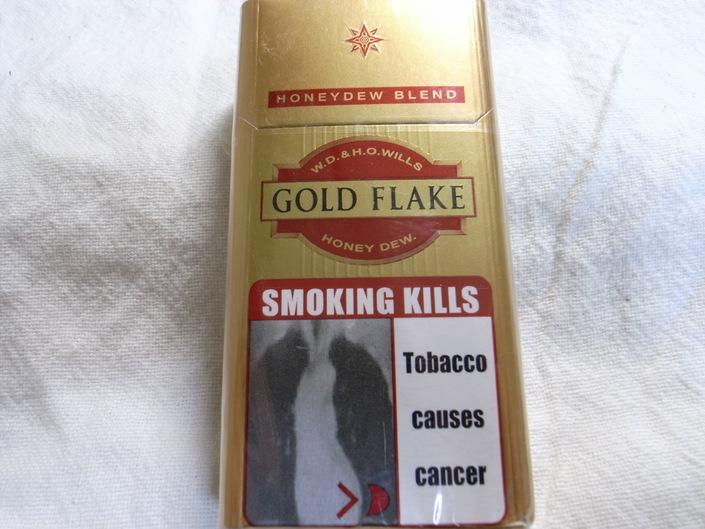 HONEYDEW BLEND
W.D. & H.O. WILLS
GOLD FLAKE
HONEY DEW.
SMOKING KILLS
Tobacco
causes
cancer